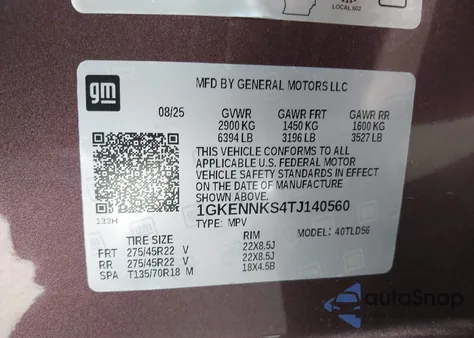 LOCAL 602
gm
MFD BY GENERAL MOTORS LLC
08/25 GVWR GAWR FRT GAWR RR
2900 KG 1450 KG 1600 KG
6394 LB 3196 LB 3527 LB
THIS VEHICLE CONFORMS TO ALL
APPLICABLE U.S. FEDERAL MOTOR
VEHICLE SAFETY STANDARDS IN EFFECT
ON THE DATE OF MANUFACTURE SHOWN ABOVE.
1GKENNKS4TJ140560
133H
TYPE: MPV MODEL: 40TLD56
TIRE SIZE RIM
FRT 275/45R22 V 22X8.5J
RR 275/45R22 V 22X8.5J
SPA T135/70R18 M 18X4.5B
autoSnap